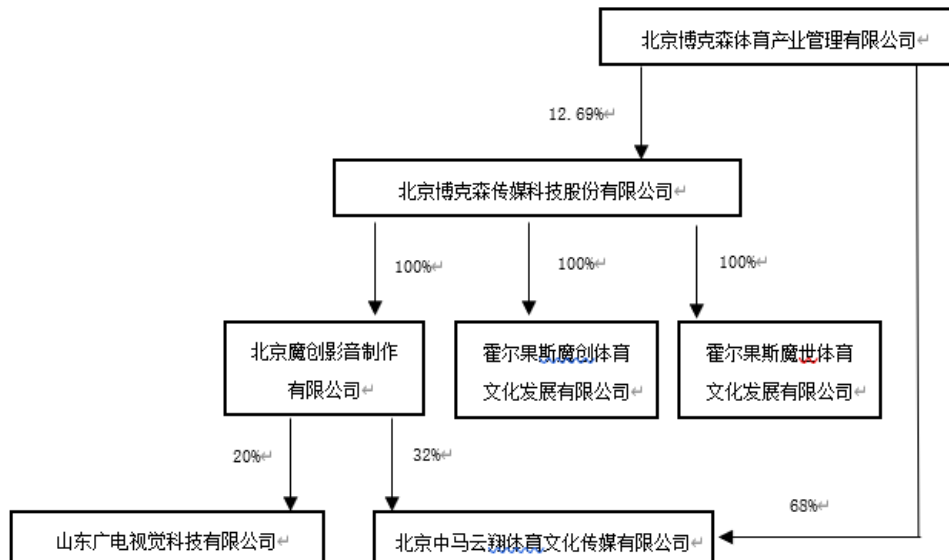 北京博克森体育产业管理有限公司
12.69%
北京博克森传媒科技股份有限公司
100%
100%
100%
北京魔创影音制作
有限公司
霍尔果斯魔创体育
文化发展有限公司
霍尔果斯魔世体育
文化发展有限公司
20%
32%
68%
山东广电视觉科技有限公司
北京中马云翔体育文化传媒有限公司